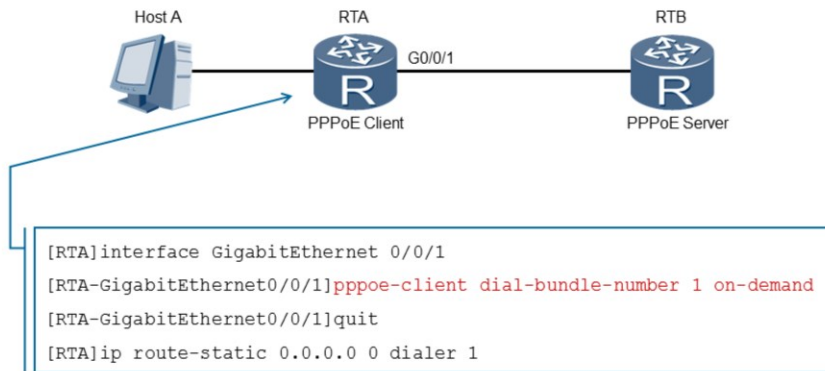 Host A
RTA
RTB
G0/0/1
R
R
PPPoE Client
PPPoE Server
[RTA]interface GigabitEthernet 0/0/1
[RTA-GigabitEthernet0/0/1]pppoe-client dial-bundle-number 1 on-demand
[RTA-GigabitEthernet0/0/1]quit
[RTA]ip route-static 0.0.0.0 0 dialer 1